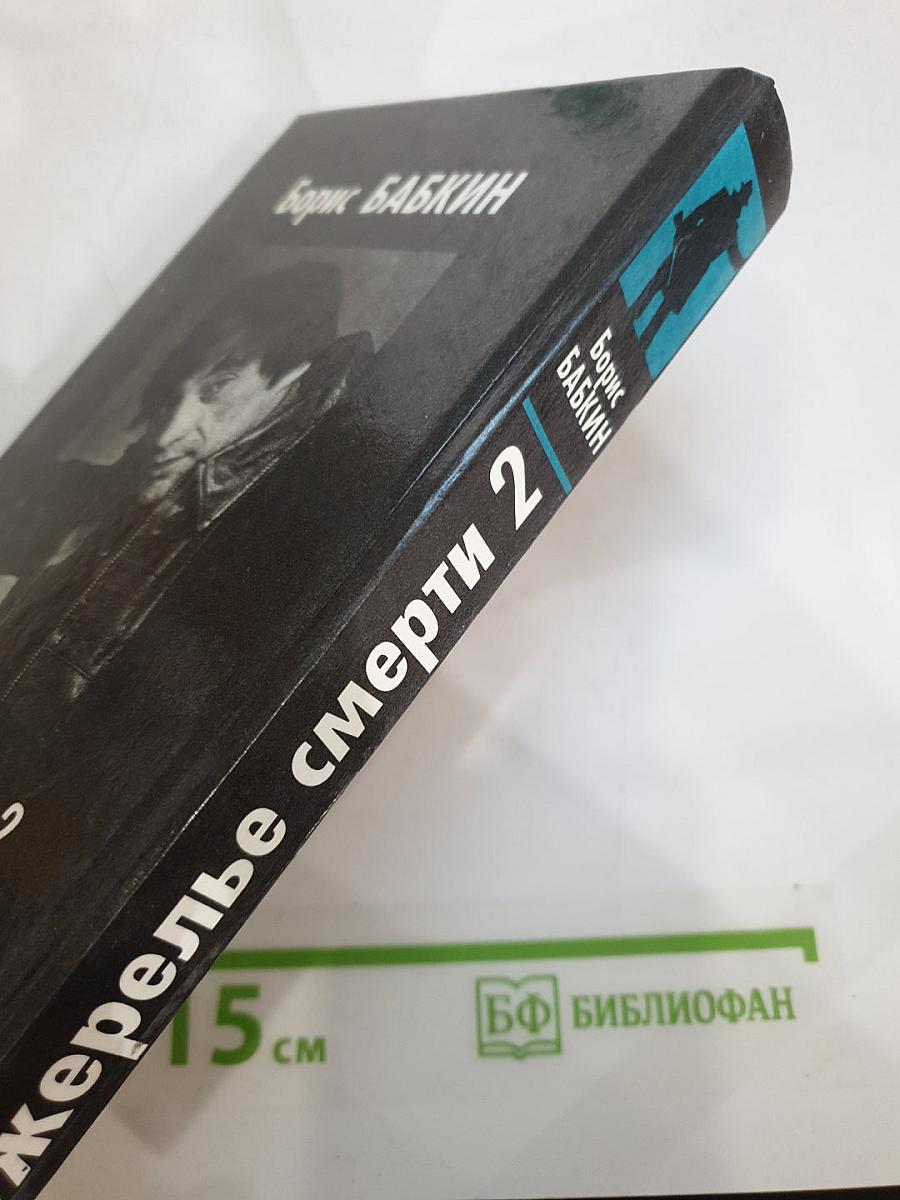 Борис БАБКИН
Борис
БАБКИН
жерелье смерти 2
15 см
БФ БИБЛИОФАН